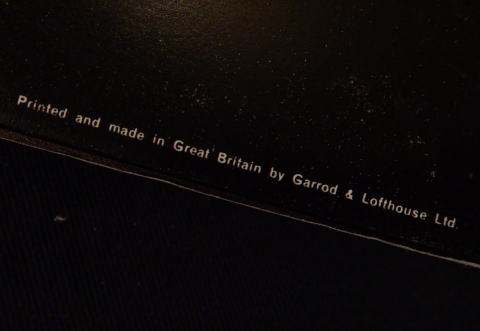 Printed and made in Great Britain by Garrod & Lofthouse Ltd.